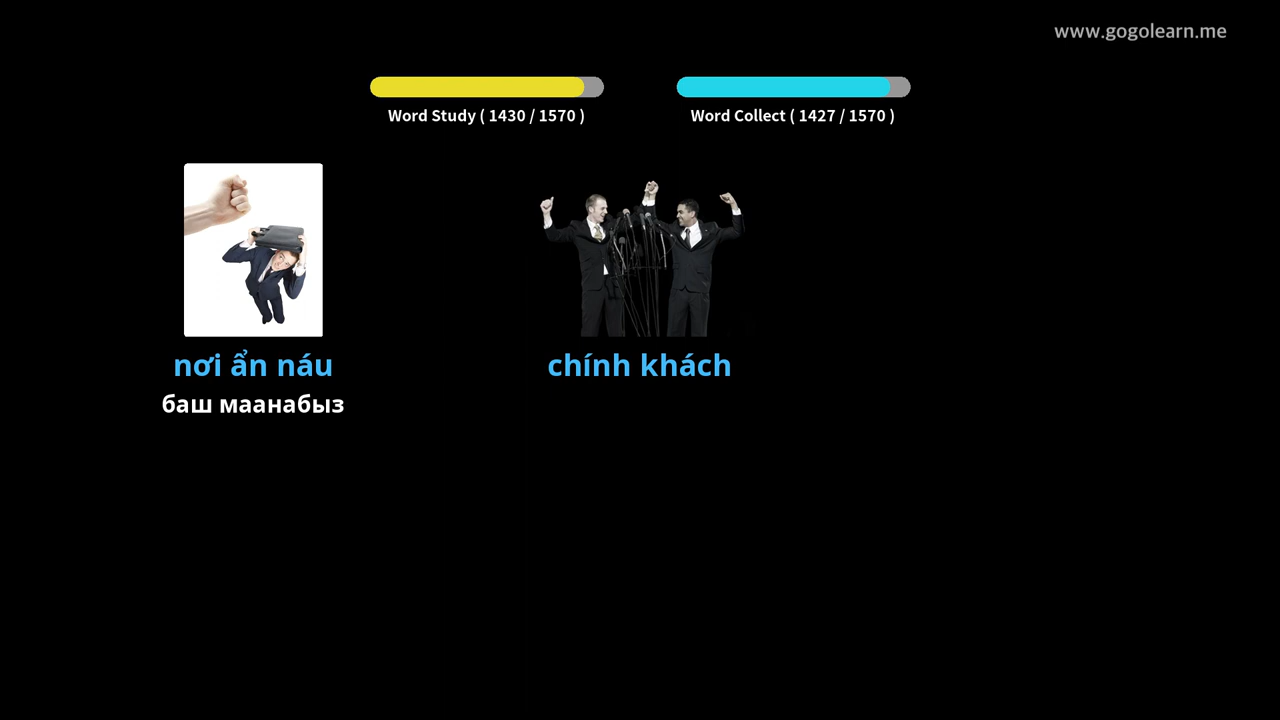 www.gogolearn.me
Word Study ( 1430 / 1570 )
Word Collect ( 1427 / 1570 )
nơi ẩn náu
баш маанабыз
chính khách